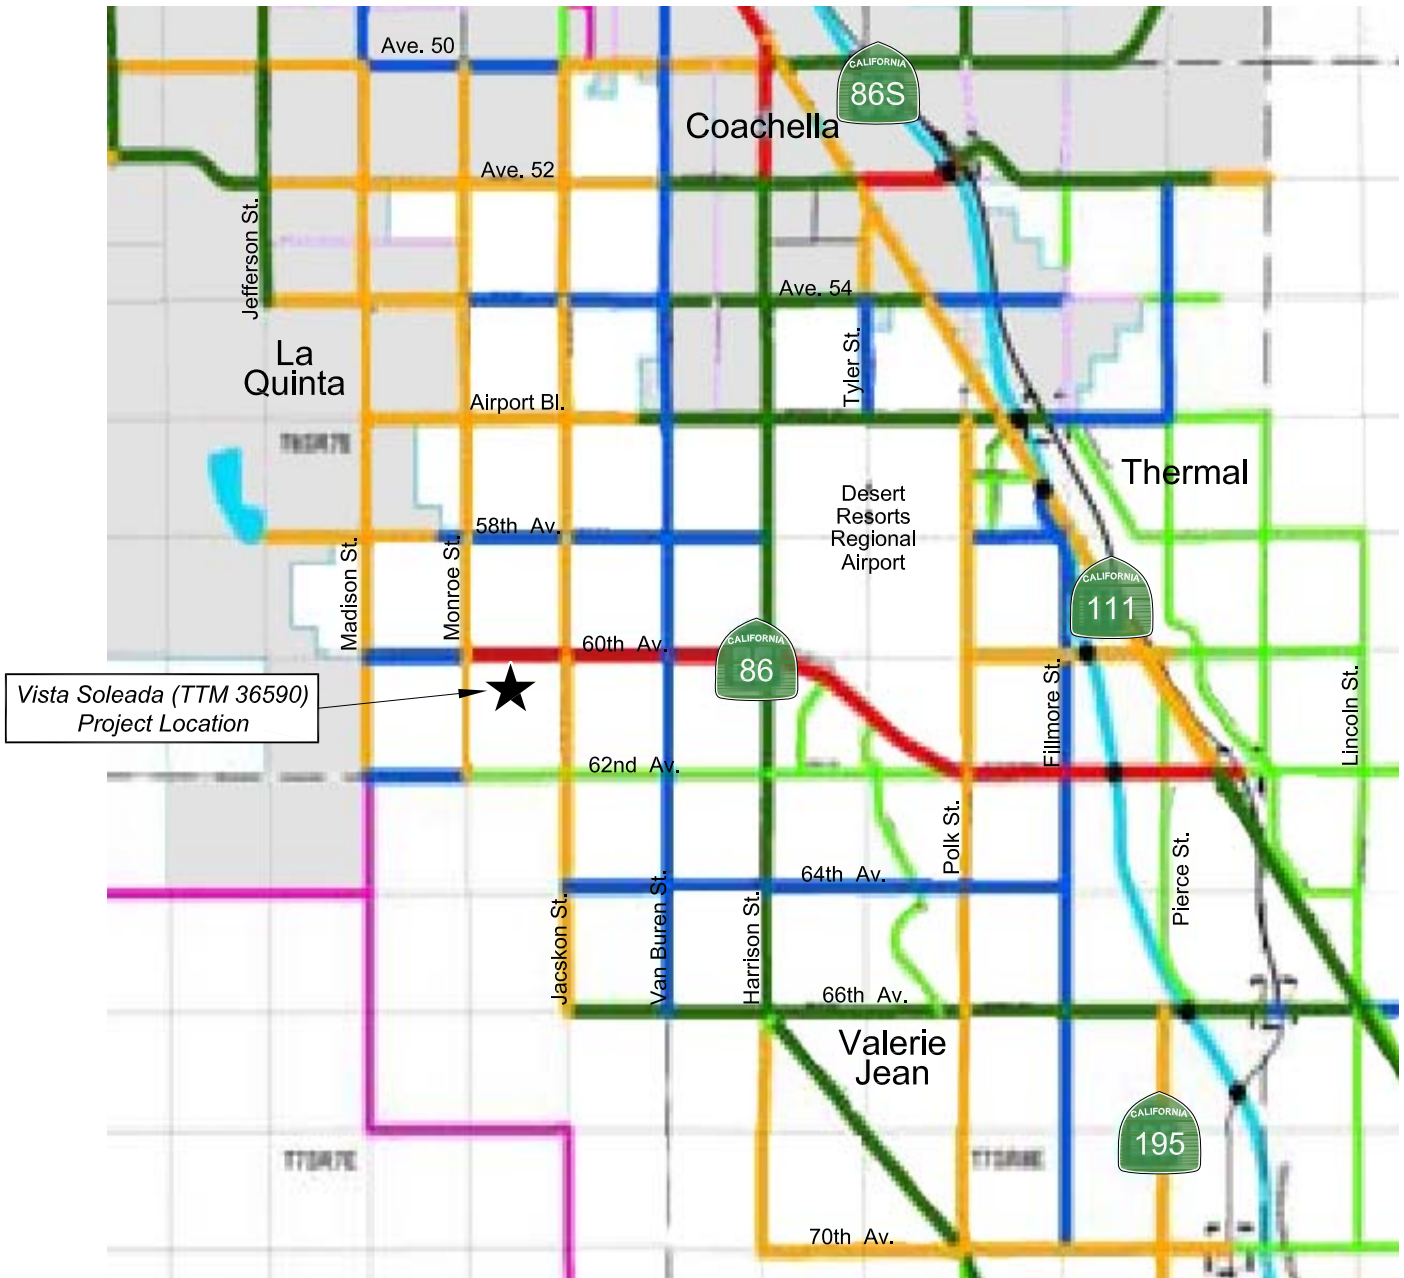 Ave. 50
CALIFORNIA
86S
Coachella
Ave. 52
Jefferson St.
Ave. 54
La
Quinta
Tyler St.
Airport Bl.
Thermal
Desert
Resorts
Regional
Airport
58th Av.
Madison St.
Monroe St.
CALIFORNIA
111
60th Av.
CALIFORNIA
86
Fillmore St.
Lincoln St.
Vista Soleada (TTM 36590)
Project Location
62nd Av.
Polk St.
Pierce St.
64th Av.
Jacskon St.
Van Buren St.
Harrison St.
66th Av.
Valerie
Jean
CALIFORNIA
195
70th Av.